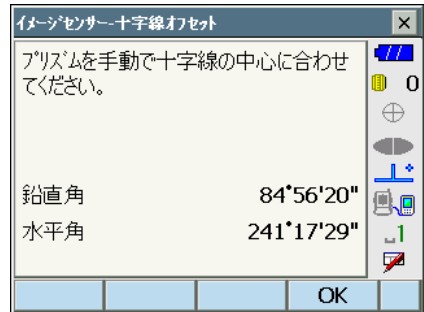 ｲﾒｰｼﾞｾﾝｻｰ-十字線ｵﾌｾｯﾄ
ﾌﾟﾘｽﾞﾑを手動で十字線の中心に合わせ
てください。
0
鉛直角 84°56'20"
水平角 241°17'29"
1
OK